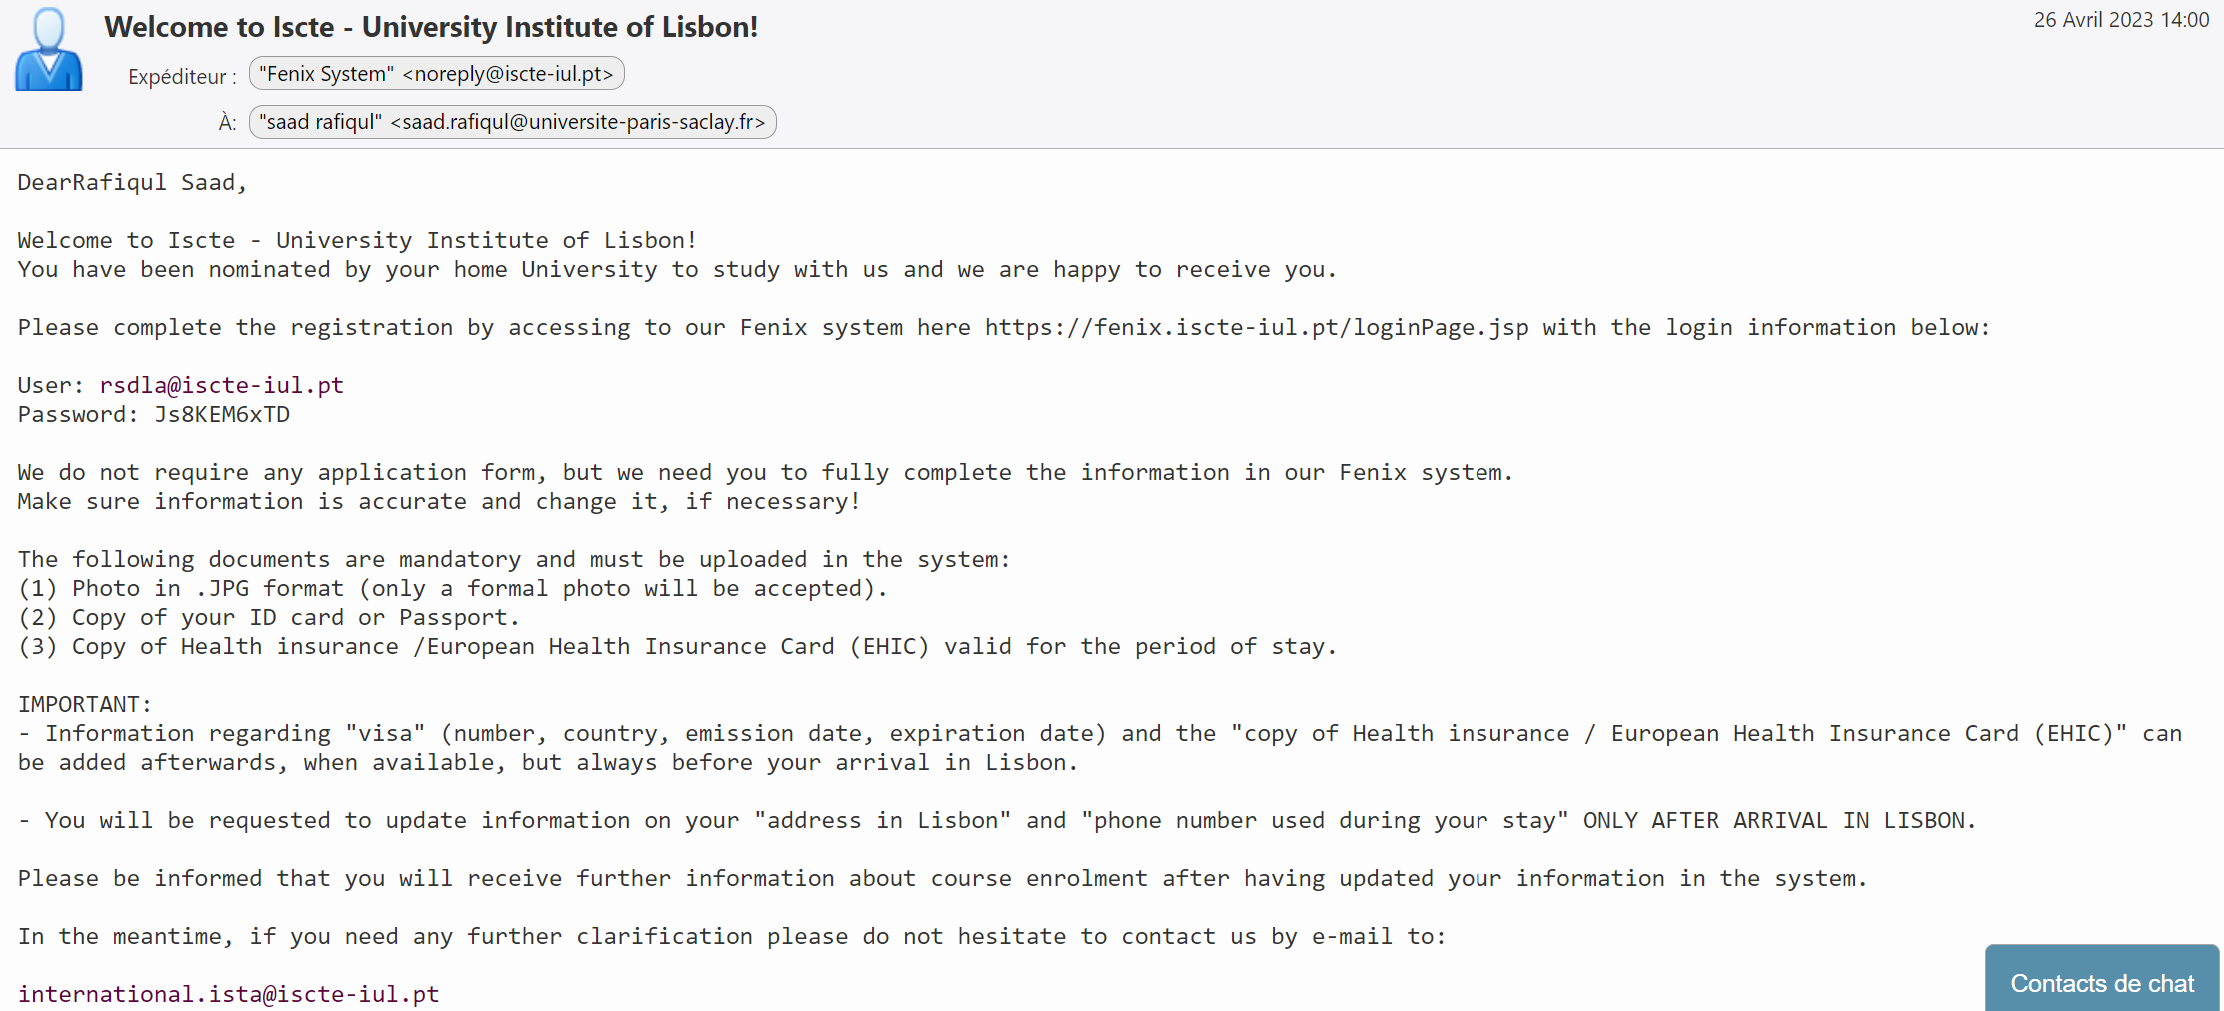 Welcome to Iscte - University Institute of Lisbon!
26 Avril 2023 14:00
Expéditeur : "Fenix System" <noreply@iscte-iul.pt>
À: "saad rafiqul" <saad.rafiqul@universite-paris-saclay.fr>
DearRafiqul Saad,
Welcome to Iscte - University Institute of Lisbon!
You have been nominated by your home University to study with us and we are happy to receive you.
Please complete the registration by accessing to our Fenix system here https://fenix.iscte-iul.pt/loginPage.jsp with the login information below:
User: rsdla@iscte-iul.pt
Password: Js8KEM6xTD
We do not require any application form, but we need you to fully complete the information in our Fenix system.
Make sure information is accurate and change it, if necessary!
The following documents are mandatory and must be uploaded in the system:
(1) Photo in .JPG format (only a formal photo will be accepted).
(2) Copy of your ID card or Passport.
(3) Copy of Health insurance /European Health Insurance Card (EHIC) valid for the period of stay.
IMPORTANT:
- Information regarding "visa" (number, country, emission date, expiration date) and the "copy of Health insurance / European Health Insurance Card (EHIC)" can
be added afterwards, when available, but always before your arrival in Lisbon.
- You will be requested to update information on your "address in Lisbon" and "phone number used during your stay" ONLY AFTER ARRIVAL IN LISBON.
Please be informed that you will receive further information about course enrolment after having updated your information in the system.
In the meantime, if you need any further clarification please do not hesitate to contact us by e-mail to:
international.ista@iscte-iul.pt
Contacts de chat